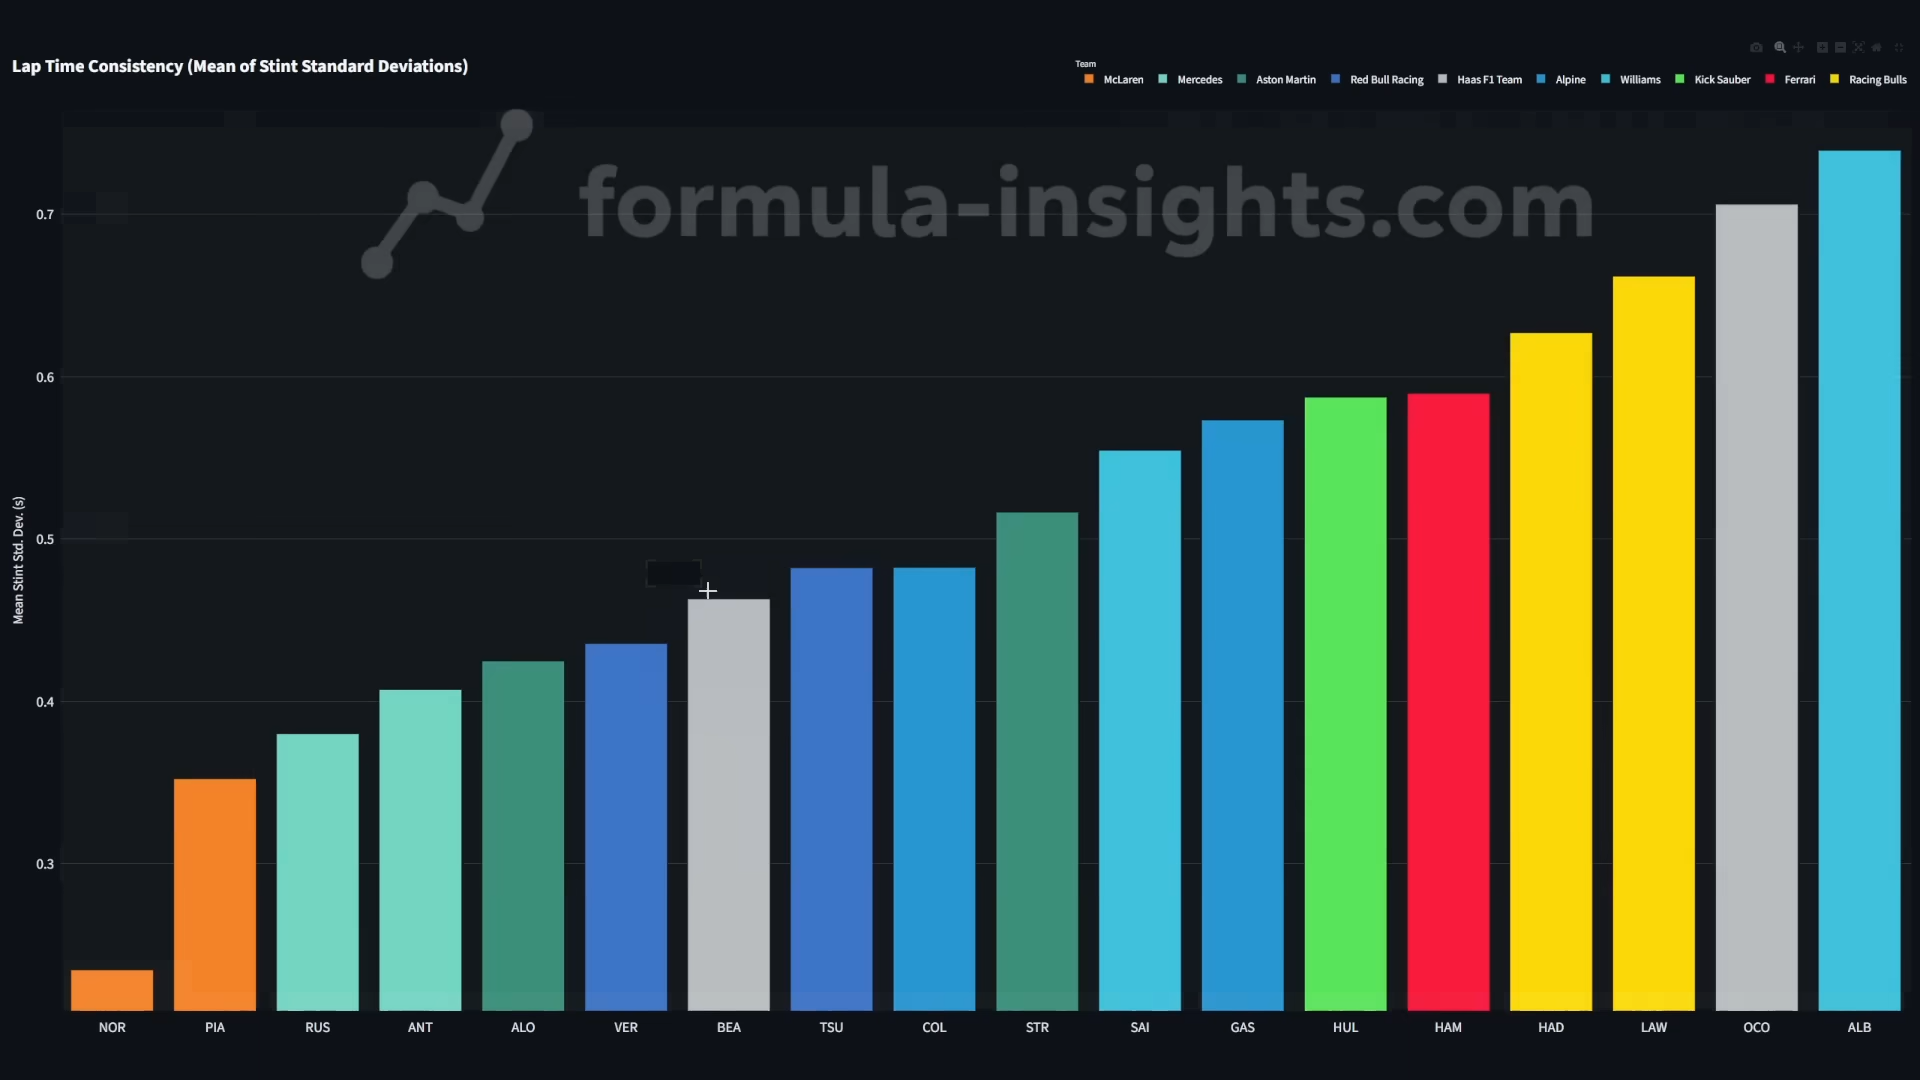 Lap Time Consistency (Mean of Stint Standard Deviations)
Team
McLaren Mercedes Aston Martin Red Bull Racing Haas F1 Team Alpine Williams Kick Sauber Ferrari Racing Bulls
formula-insights.com
Mean Stint Std. Dev. (s)
0.7
0.6
0.5
0.4
0.3
NOR PIA RUS ANT ALO VER BEA TSU COL STR SAI GAS HUL HAM HAD LAW OCO ALB